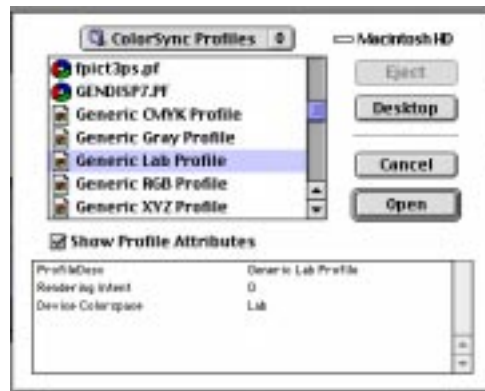 ColorSync Profiles
Macintosh HD
fpict3ps.pf
GENDISP7.PF
Generic CMYK Profile
Generic Gray Profile
Generic Lab Profile
Generic RGB Profile
Generic XYZ Profile
Eject
Desktop
Cancel
Open
Show Profile Attributes
ProfileDesc Generic Lab Profile
Rendering Intent 0
Device Colorspace Lab